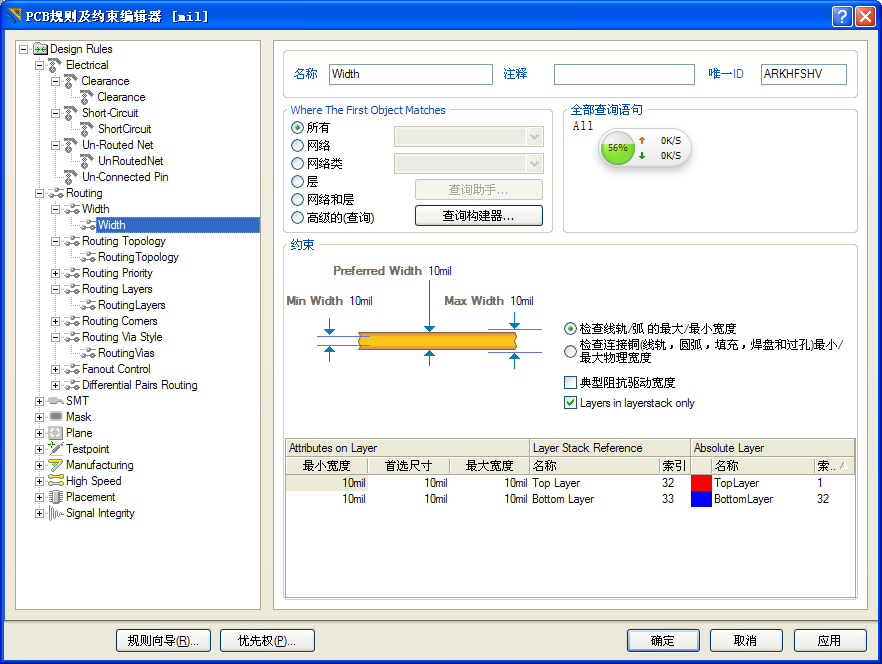 PCB规则及约束编辑器 [mil]
Design Rules
Electrical
Clearance
Clearance
Short-Circuit
ShortCircuit
Un-Routed Net
UnRoutedNet
Un-Connected Pin
Routing
Width
Width
Routing Topology
RoutingTopology
Routing Priority
Routing Layers
RoutingLayers
Routing Corners
Routing Via Style
RoutingVias
Fanout Control
Differential Pairs Routing
SMT
Mask
Plane
Testpoint
Manufacturing
High Speed
Placement
Signal Integrity
名称 Width 注释 唯一ID ARKHFSHV
Where The First Object Matches
所有
网络
网络类
层
网络和层
高级的(查询)
查询助手...
查询构建器...
全部查询语句
All
56% 0K/S
0K/S
约束
Preferred Width 10mil
Min Width 10mil Max Width 10mil
检查线轨/弧 的最大/最小宽度
检查连接铜(线轨，圆弧，填充，焊盘和过孔)最小/
最大物理宽度
典型阻抗驱动宽度
Layers in layerstack only
Attributes on Layer Layer Stack Reference Absolute Layer
最小宽度 首选尺寸 最大宽度 名称 索引 名称 索..
10mil 10mil 10mil Top Layer 32 TopLayer 1
10mil 10mil 10mil Bottom Layer 33 BottomLayer 32
规则向导(R)... 优先权(P)... 确定 取消 应用